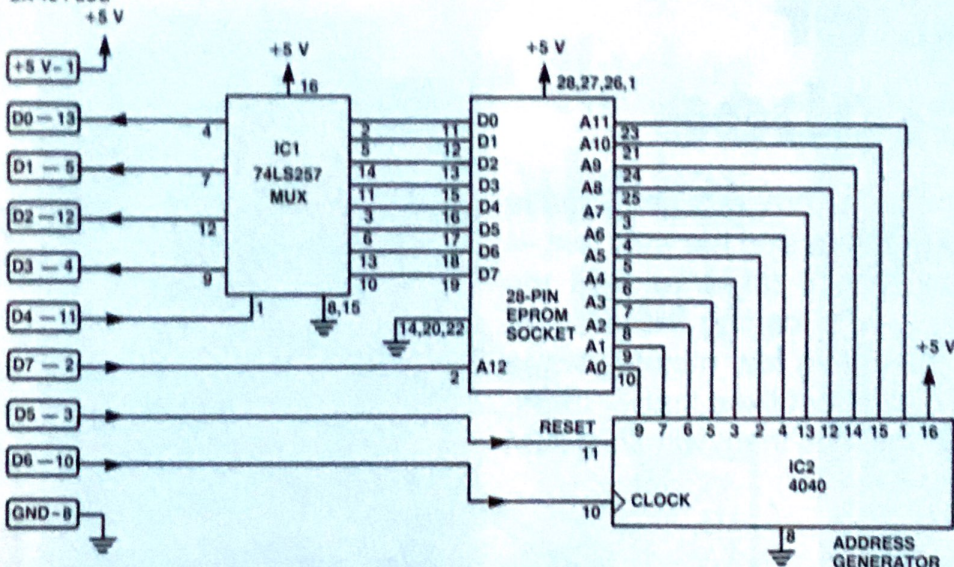 +5 V
+5 V-1
D0 — 13
D1 — 5
D2 — 12
D3 — 4
D4 — 11
D7 — 2
D5 — 3
D6 — 10
GND - 8
+5 V
16
IC1
74LS257
MUX
4
7
12
9
1
8,15
2
5
14
11
3
6
13
10
+5 V
28,27,26,1
11
12
13
15
16
17
18
19
D0
D1
D2
D3
D4
D5
D6
D7
28-PIN
EPROM
SOCKET
14,20,22
2
A12
A11
A10
A9
A8
A7
A6
A5
A4
A3
A2
A1
A0
23
21
24
25
3
4
5
6
7
8
9
10
+5 V
RESET
11
9 7 6 5 3 2 4 13 12 14 15 1 16
IC2
4040
10
CLOCK
8
ADDRESS
GENERATOR